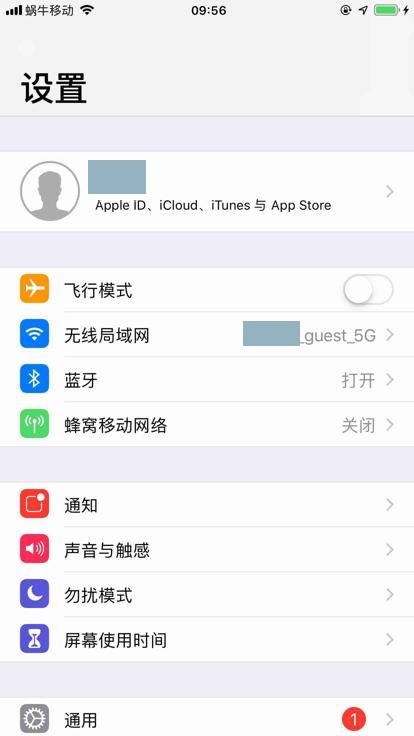 蜗牛移动 09:56
设置
Apple ID、iCloud、iTunes 与 App Store
飞行模式
无线局域网 _guest_5G
蓝牙 打开
蜂窝移动网络 关闭
通知
声音与触感
勿扰模式
屏幕使用时间
通用 1